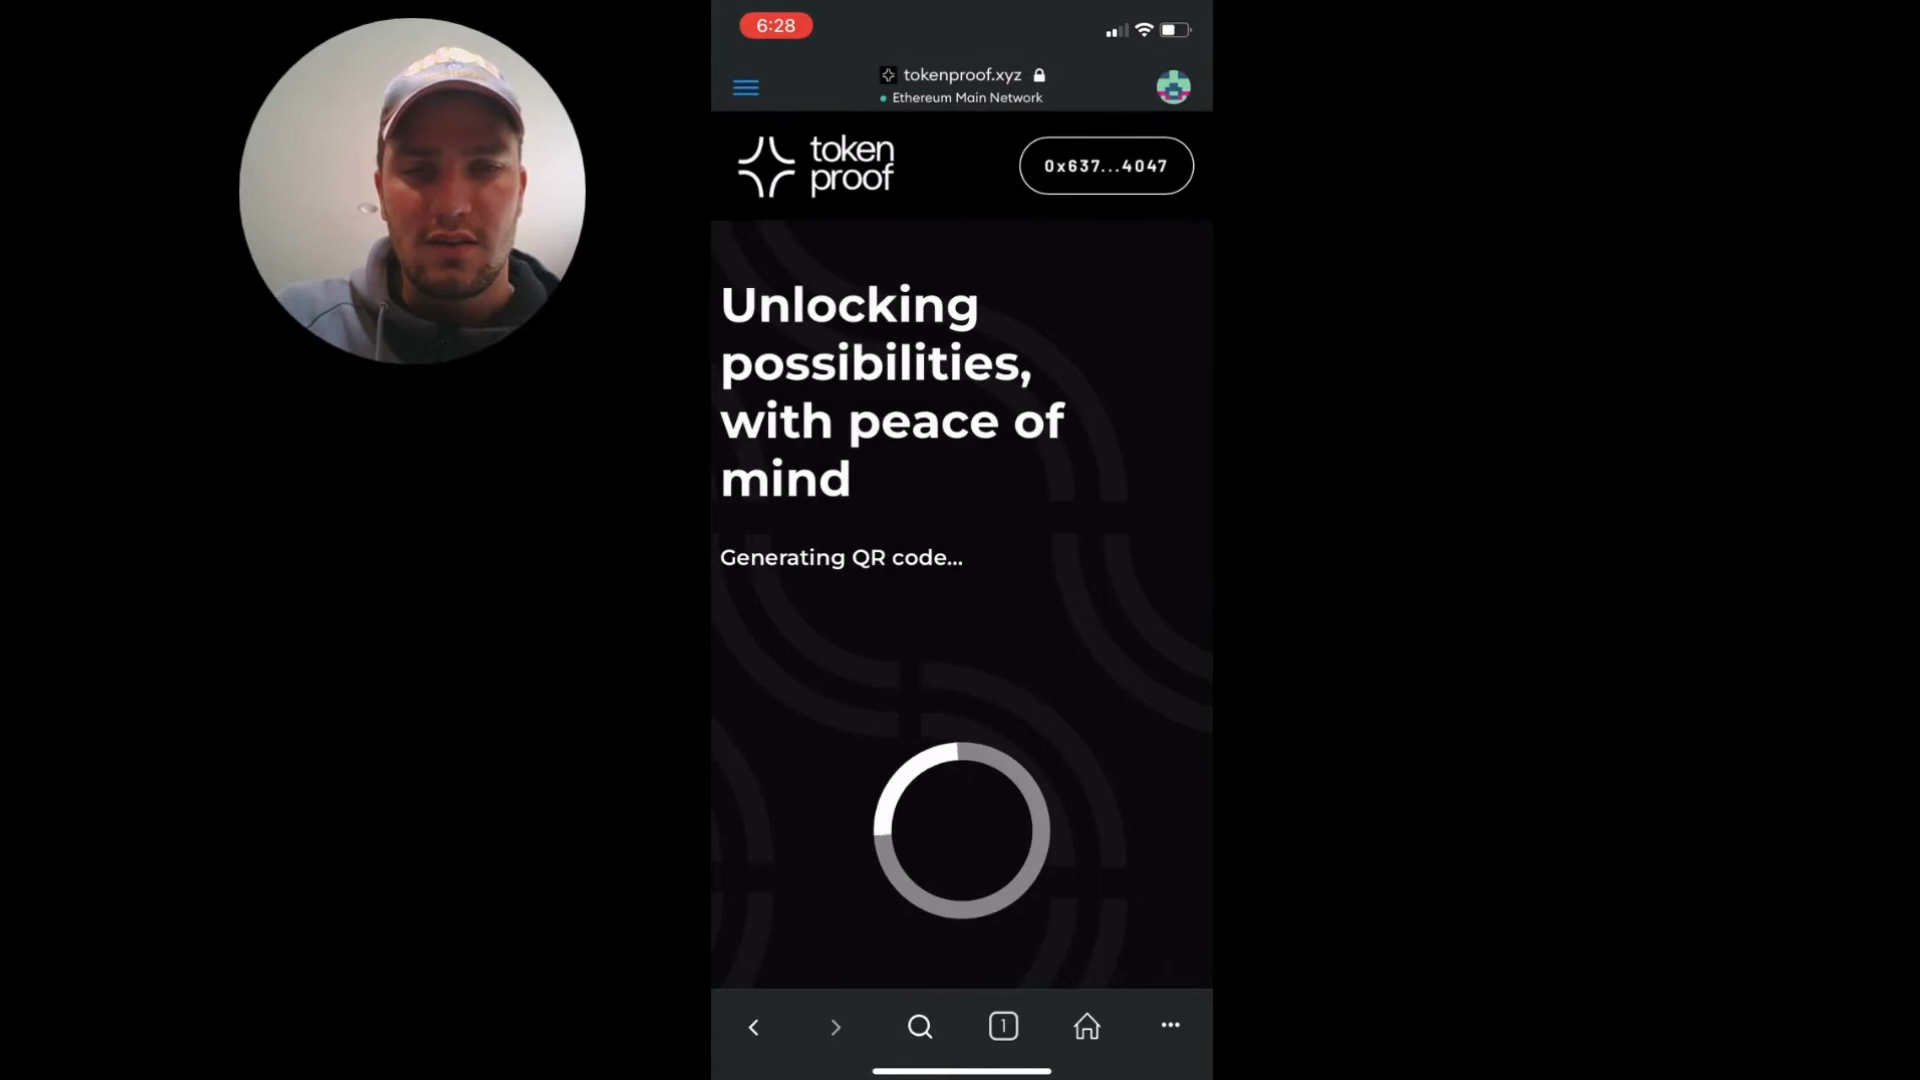 6:28
tokenproof.xyz
Ethereum Main Network
token
proof
0x637...4047
Unlocking
possibilities,
with peace of
mind
Generating QR code...
1